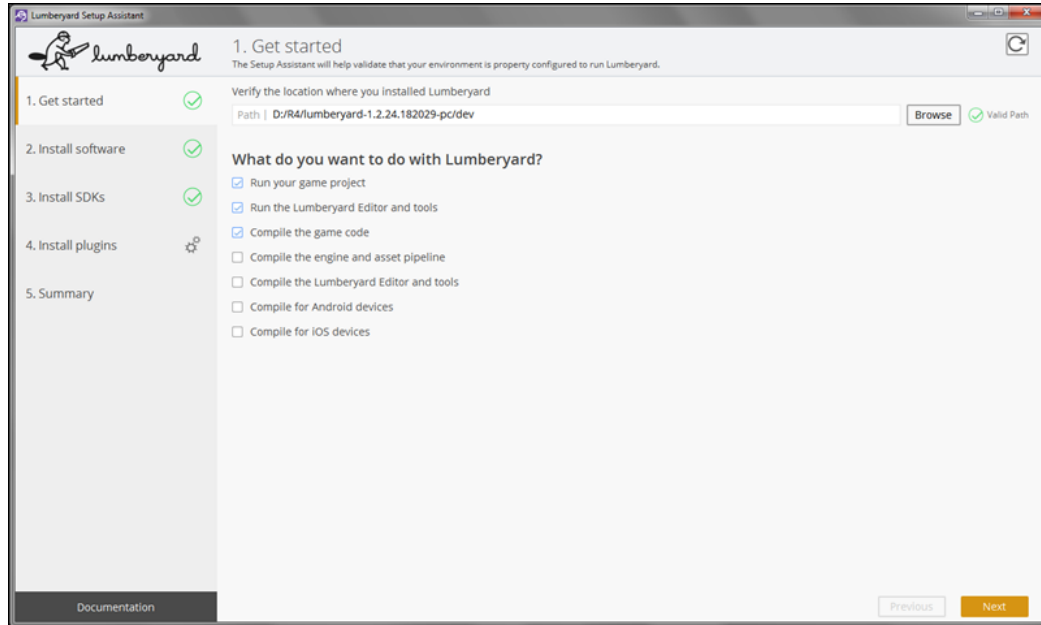 Lumberyard Setup Assistant
lumberyard
1. Get started
The Setup Assistant will help validate that your environment is property configured to run Lumberyard.
1. Get started
2. Install software
3. Install SDKs
4. Install plugins
5. Summary
Documentation
Verify the location where you installed Lumberyard
Path | D:/R4/lumberyard-1.2.24.182029-pc/dev
Browse
Valid Path
What do you want to do with Lumberyard?
Run your game project
Run the Lumberyard Editor and tools
Compile the game code
Compile the engine and asset pipeline
Compile the Lumberyard Editor and tools
Compile for Android devices
Compile for iOS devices
Previous
Next